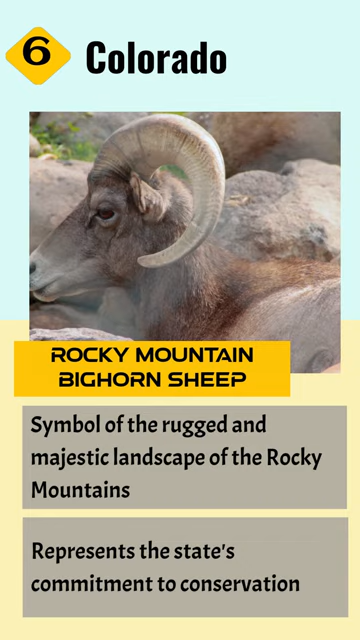 6
Colorado
ROCKY MOUNTAIN
BIGHORN SHEEP
Symbol of the rugged and
majestic landscape of the Rocky
Mountains
Represents the state's
commitment to conservation